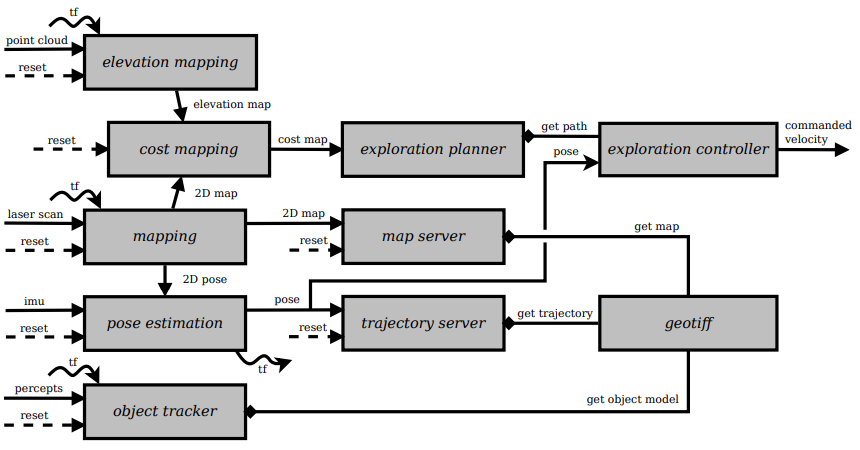 tf
point cloud
reset
elevation mapping
elevation map
reset
cost mapping
cost map
exploration planner
get path
pose
exploration controller
commanded
velocity
tf
2D map
laser scan
reset
mapping
2D map
reset
map server
get map
2D pose
imu
reset
pose estimation
pose
reset
trajectory server
get trajectory
geotiff
tf
tf
percepts
reset
object tracker
get object model